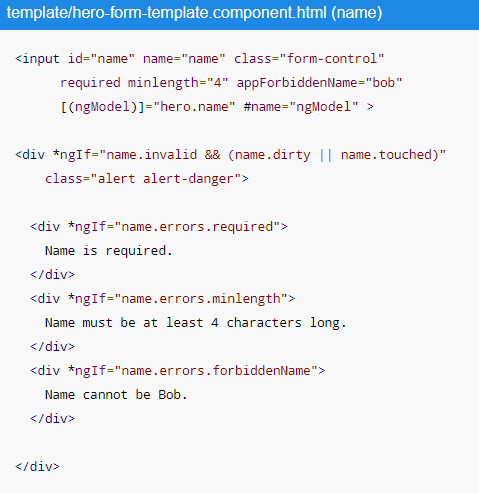 template/hero-form-template.component.html (name)
<input id="name" name="name" class="form-control"
required minlength="4" appForbiddenName="bob"
[(ngModel)]="hero.name" #name="ngModel" >
<div *ngIf="name.invalid && (name.dirty || name.touched)"
class="alert alert-danger">
<div *ngIf="name.errors.required">
Name is required.
</div>
<div *ngIf="name.errors.minlength">
Name must be at least 4 characters long.
</div>
<div *ngIf="name.errors.forbiddenName">
Name cannot be Bob.
</div>
</div>